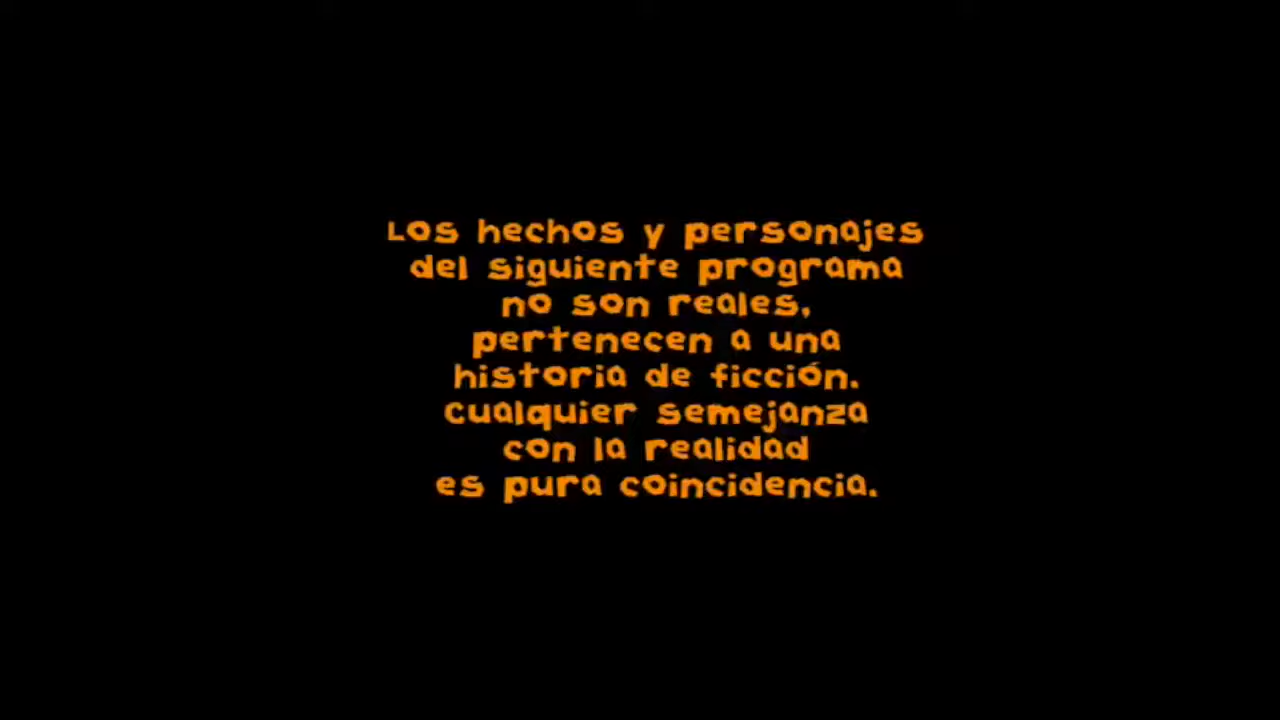 Los hechos y personajes
del siguiente programa
no son reales,
pertenecen a una
historia de ficción.
cualquier semejanza
con la realidad
es pura coincidencia.